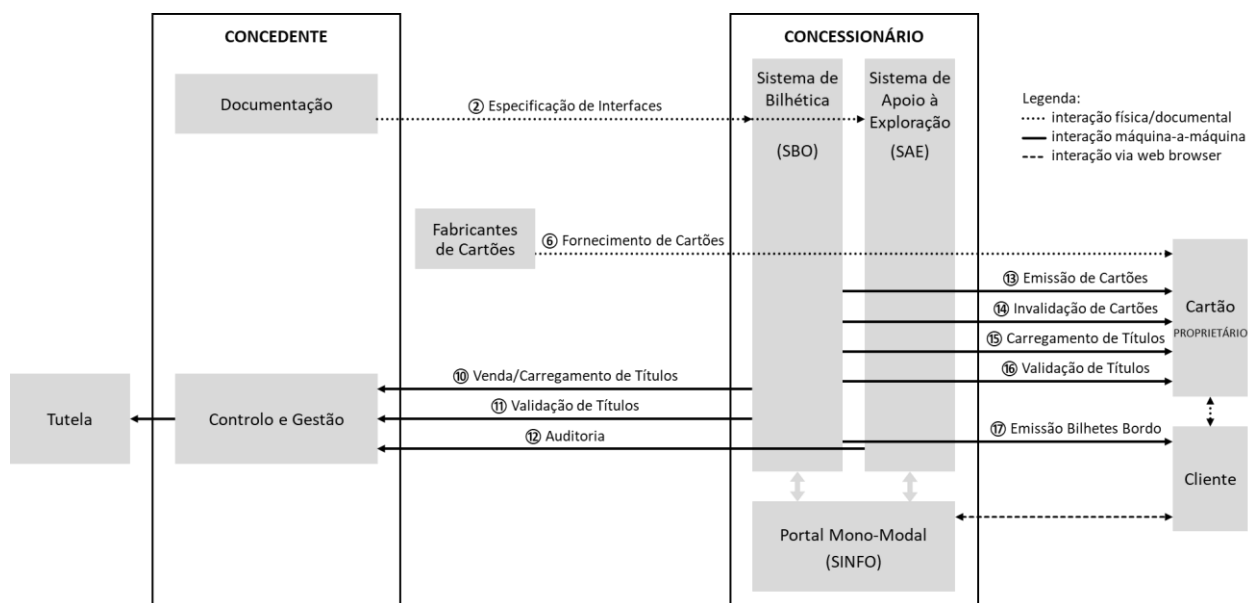 CONCEDENTE
CONCESSIONÁRIO
Documentação
② Especificação de Interfaces
Sistema de
Bilhética
(SBO)
Sistema de
Apoio à
Exploração
(SAE)
Legenda:
interação física/documental
interação máquina-a-máquina
interação via web browser
Fabricantes
de Cartões
⑥ Fornecimento de Cartões
⑬ Emissão de Cartões
⑭ Invalidação de Cartões
⑮ Carregamento de Títulos
⑯ Validação de Títulos
Cartão
PROPRIETÁRIO
⑩ Venda/Carregamento de Títulos
⑪ Validação de Títulos
⑫ Auditoria
Tutela
Controlo e Gestão
⑰ Emissão Bilhetes Bordo
Cliente
Portal Mono-Modal
(SINFO)